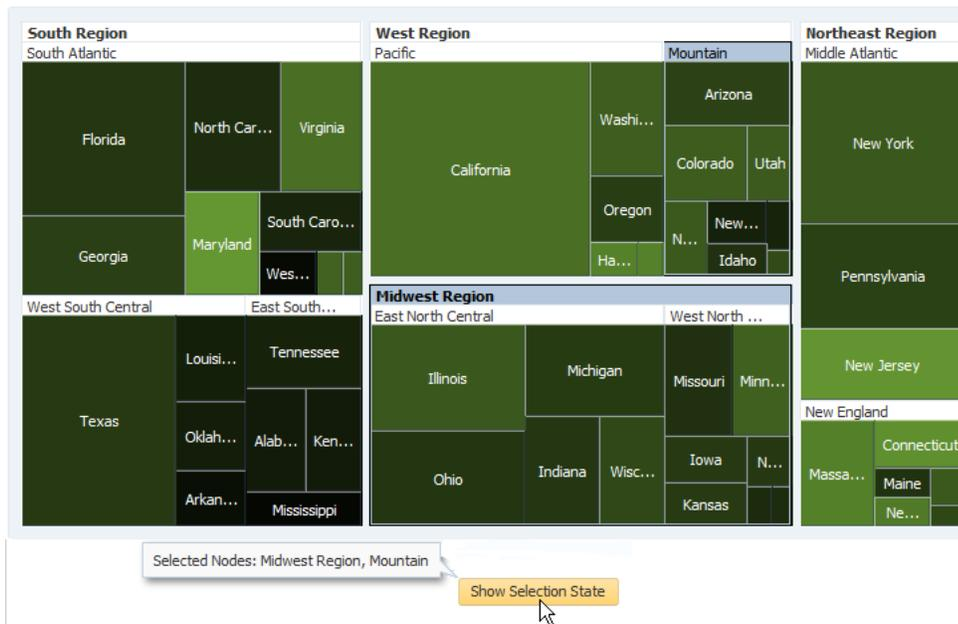 South Region
South Atlantic
Florida
North Car...
Virginia
Georgia
Maryland
South Caro...
Wes...
West South Central
East South...
Texas
Louisi...
Oklah...
Arkan...
Tennessee
Alab...
Ken...
Mississippi
West Region
Pacific
Mountain
California
Washi...
Oregon
Ha...
Arizona
Colorado
Utah
N...
New...
Idaho
Midwest Region
East North Central
West North ...
Illinois
Michigan
Ohio
Indiana
Wisc...
Missouri
Minn...
Iowa
N...
Kansas
Northeast Region
Middle Atlantic
New York
Pennsylvania
New Jersey
New England
Massa...
Connecticut
Maine
Ne...
Selected Nodes: Midwest Region, Mountain
Show Selection State